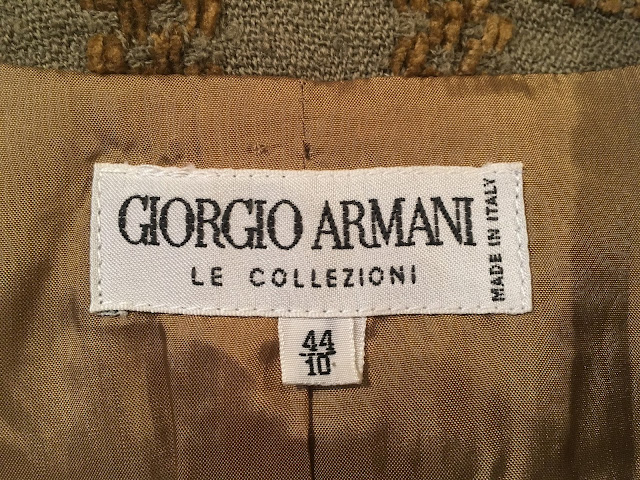 GIORGIO ARMANI
LE COLLEZIONI
MADE IN ITALY
44
10